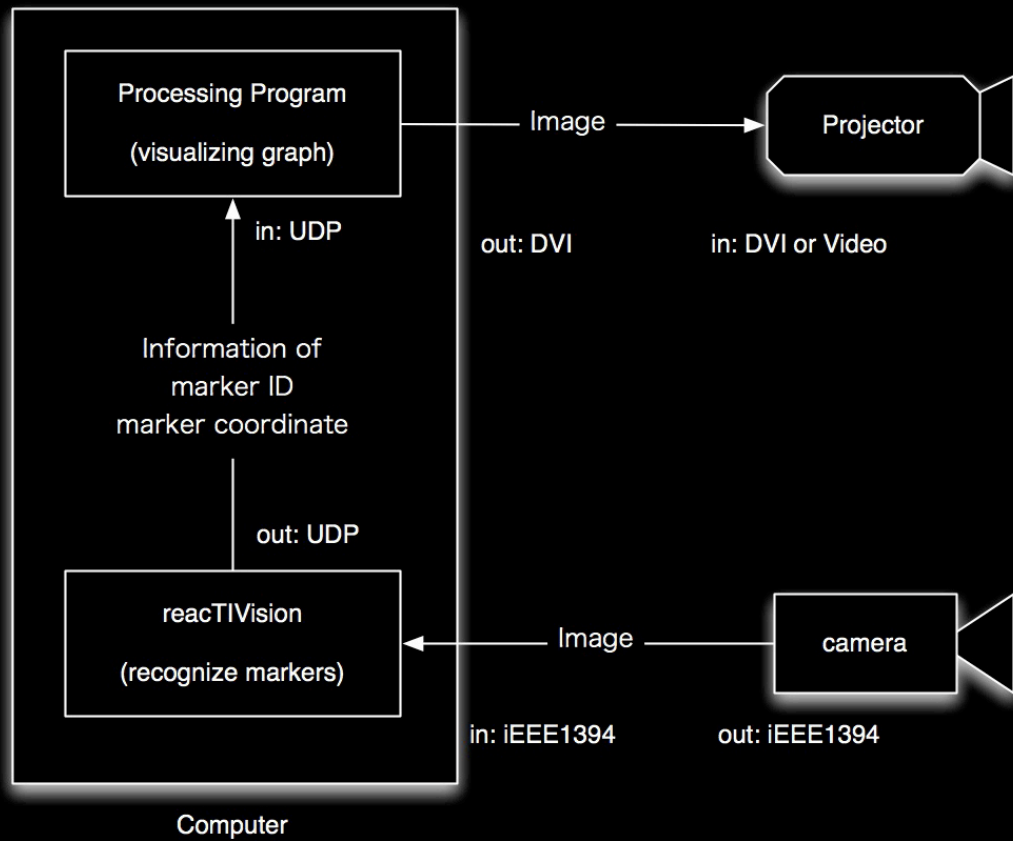 Processing Program
(visualizing graph)
Image
Projector
in: UDP
out: DVI
in: DVI or Video
Information of
marker ID
marker coordinate
out: UDP
reacTIVision
(recognize markers)
Image
camera
in: iEEE1394
out: iEEE1394
Computer